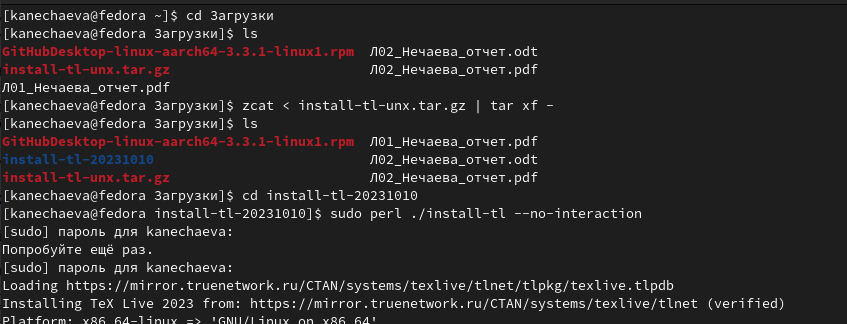 [kanechaeva@fedora ~]$ cd Загрузки
[kanechaeva@fedora Загрузки]$ ls
GitHubDesktop-linux-aarch64-3.3.1-linux1.rpm Л02_Нечаева_отчет.odt
install-tl-unx.tar.gz Л02_Нечаева_отчет.pdf
Л01_Нечаева_отчет.pdf
[kanechaeva@fedora Загрузки]$ zcat < install-tl-unx.tar.gz | tar xf -
[kanechaeva@fedora Загрузки]$ ls
GitHubDesktop-linux-aarch64-3.3.1-linux1.rpm Л01_Нечаева_отчет.pdf
install-tl-20231010 Л02_Нечаева_отчет.odt
install-tl-unx.tar.gz Л02_Нечаева_отчет.pdf
[kanechaeva@fedora Загрузки]$ cd install-tl-20231010
[kanechaeva@fedora install-tl-20231010]$ sudo perl ./install-tl --no-interaction
[sudo] пароль для kanechaeva:
Попробуйте ещё раз.
[sudo] пароль для kanechaeva:
Loading https://mirror.truenetwork.ru/CTAN/systems/texlive/tlnet/tlpkg/texlive.tlpdb
Installing TeX Live 2023 from: https://mirror.truenetwork.ru/CTAN/systems/texlive/tlnet (verified)
Platform: x86_64-linux => 'GNU/Linux on x86_64'